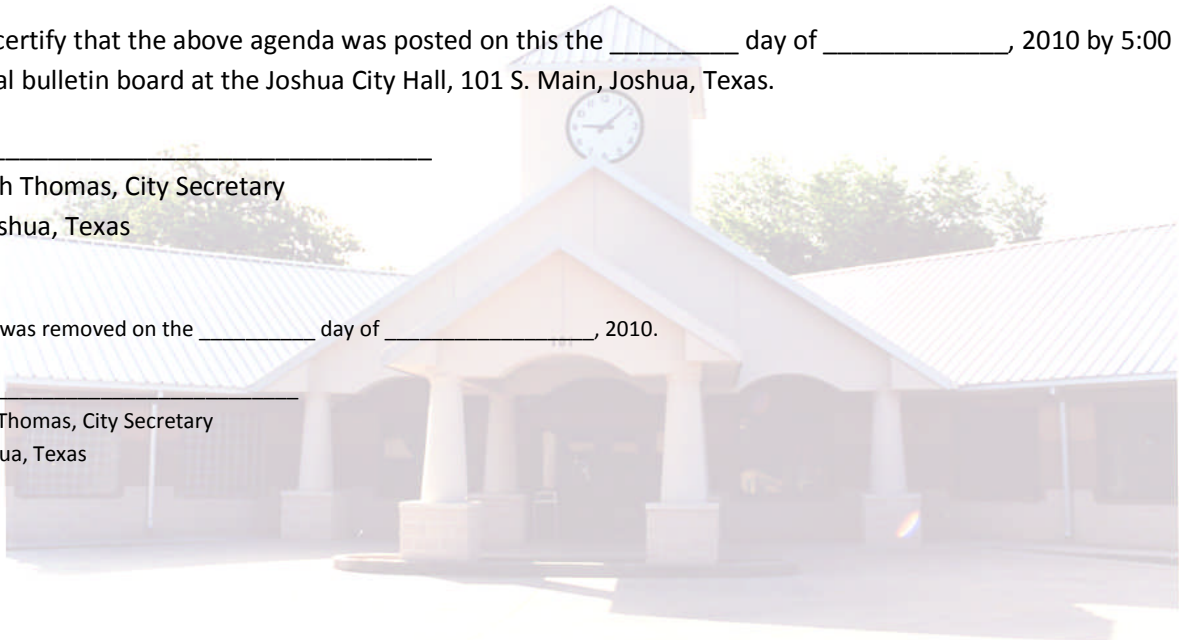 certify that the above agenda was posted on this the _________ day of _____________, 2010 by 5:00
al bulletin board at the Joshua City Hall, 101 S. Main, Joshua, Texas.
h Thomas, City Secretary
shua, Texas
was removed on the __________ day of __________________, 2010.
Thomas, City Secretary
ua, Texas